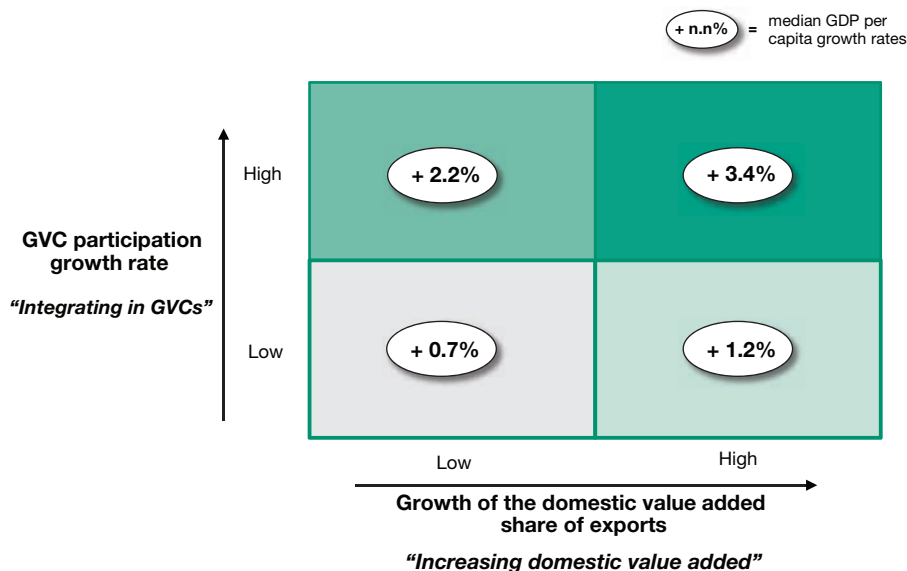 + n.n% = median GDP per
capita growth rates
High
+ 2.2%
+ 3.4%
GVC participation
growth rate
"Integrating in GVCs"
Low
+ 0.7%
+ 1.2%
Low
High
Growth of the domestic value added
share of exports
"Increasing domestic value added"